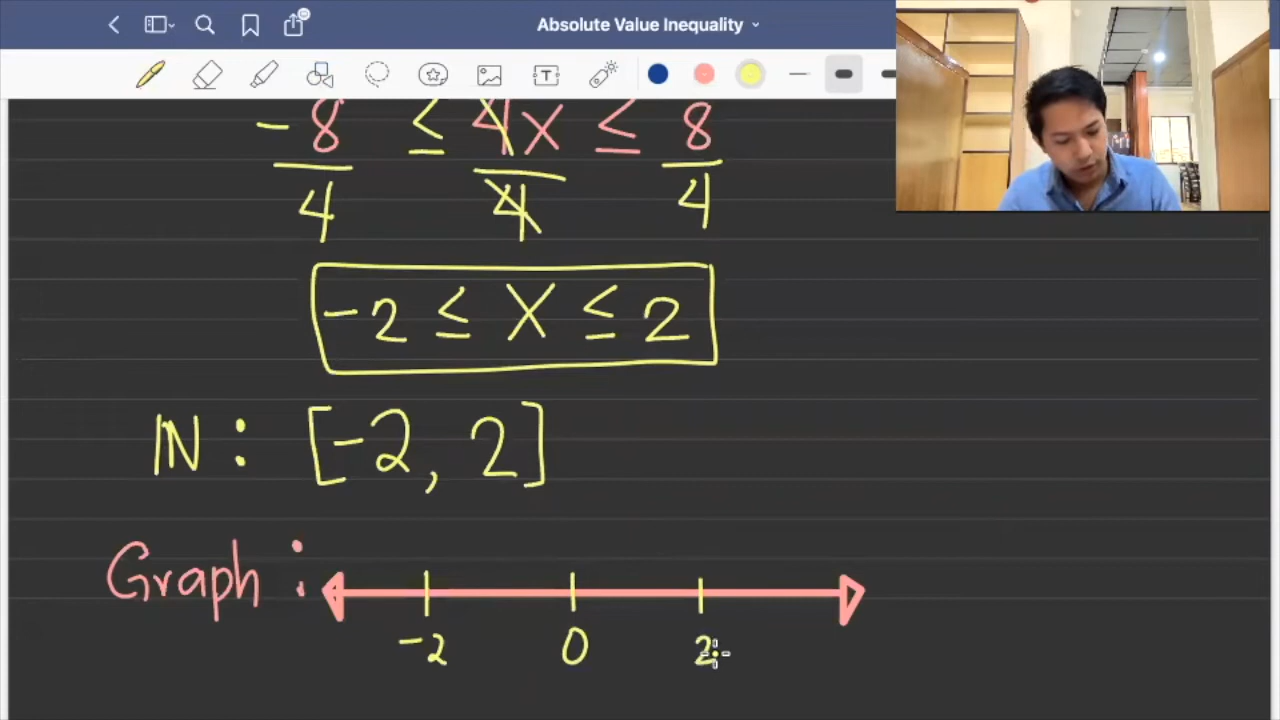 Absolute Value Inequality
-8 ≤ 4x ≤ 8
4 4 4
-2 ≤ X ≤ 2
IN: [-2, 2]
Graph:
-2 0 2